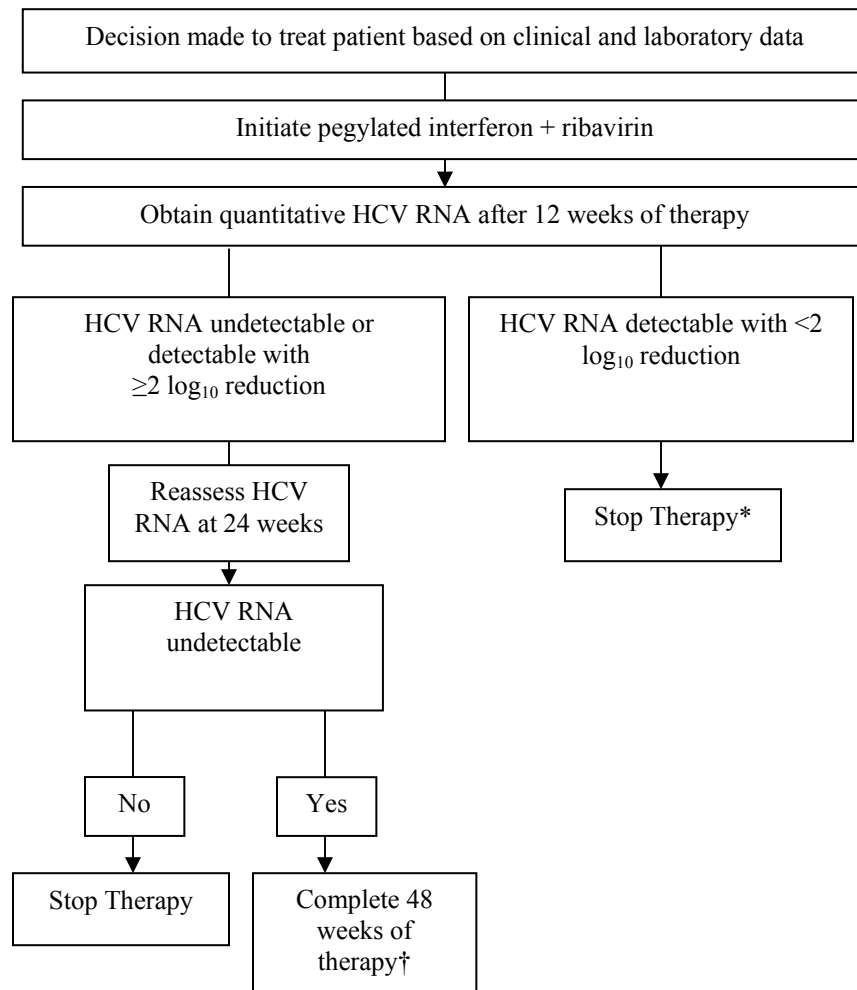 Decision made to treat patient based on clinical and laboratory data
Initiate pegylated interferon + ribavirin
Obtain quantitative HCV RNA after 12 weeks of therapy
HCV RNA undetectable or
detectable with
≥2 log₁₀ reduction
HCV RNA detectable with <2
log₁₀ reduction
Reassess HCV
RNA at 24 weeks
Stop Therapy*
HCV RNA
undetectable
No
Yes
Stop Therapy
Complete 48
weeks of
therapy†